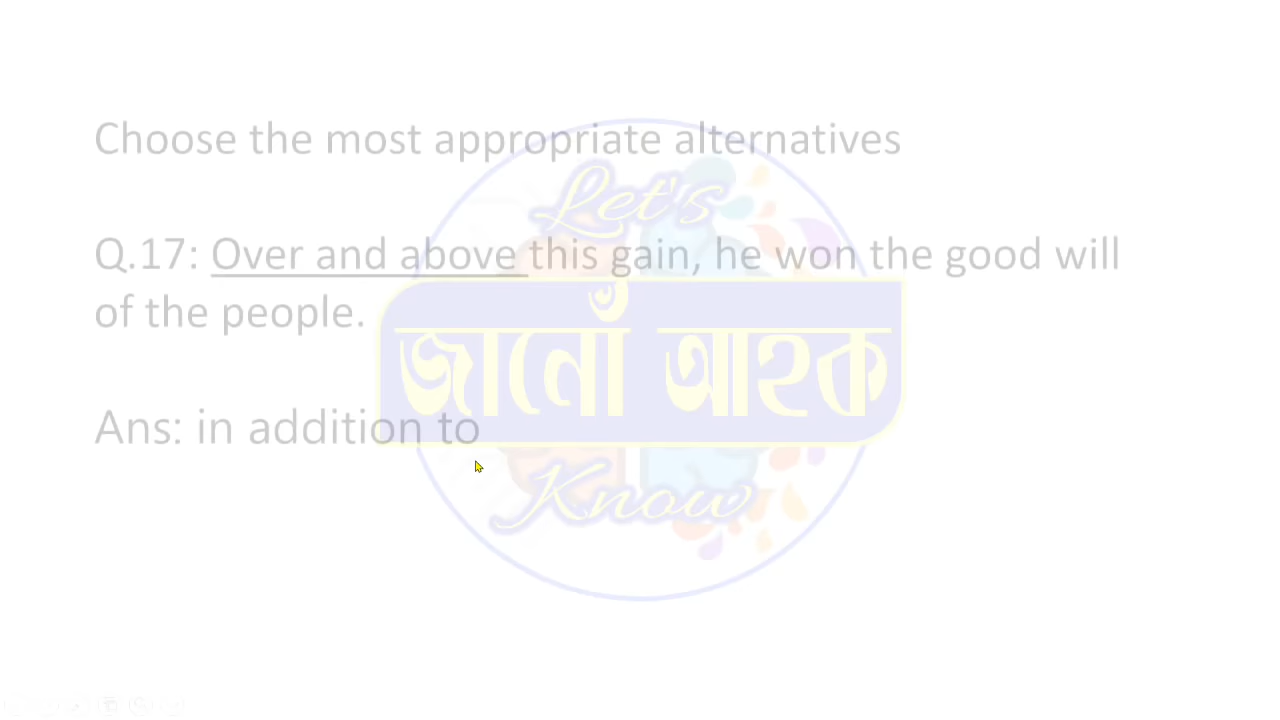 Choose the most appropriate alternatives
Let's
Q.17: Over and above this gain, he won the good will
of the people.
জানোঁ আহক
Ans: in addition to
Know